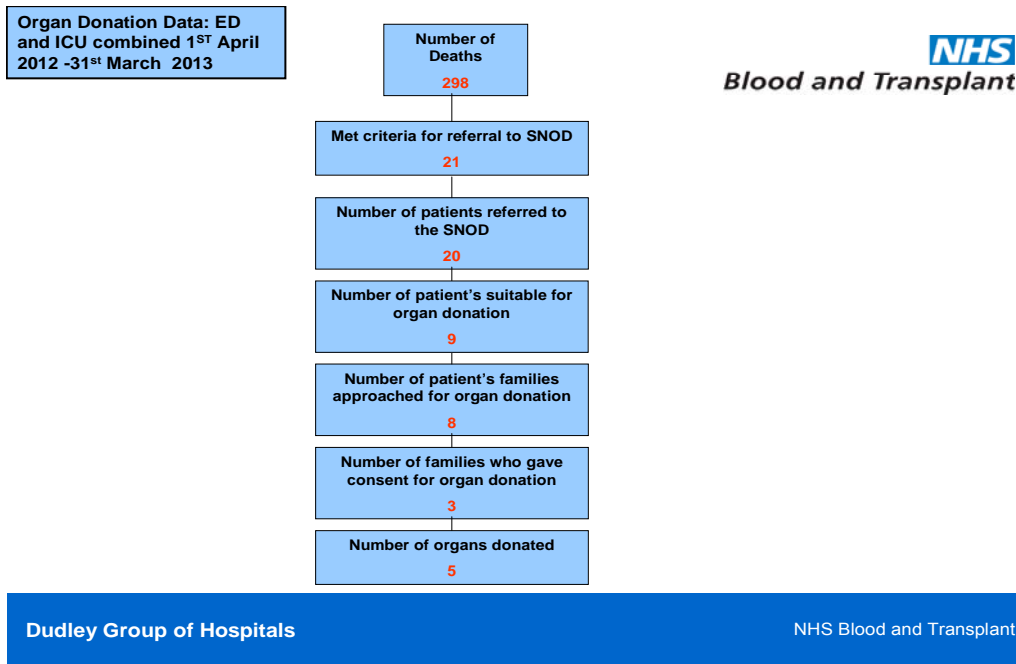 Organ Donation Data: ED
and ICU combined 1ST April
2012 -31st March 2013
NHS
Blood and Transplant
Number of
Deaths
298
Met criteria for referral to SNOD
21
Number of patients referred to
the SNOD
20
Number of patient's suitable for
organ donation
9
Number of patient's families
approached for organ donation
8
Number of families who gave
consent for organ donation
3
Number of organs donated
5
Dudley Group of Hospitals
NHS Blood and Transplant